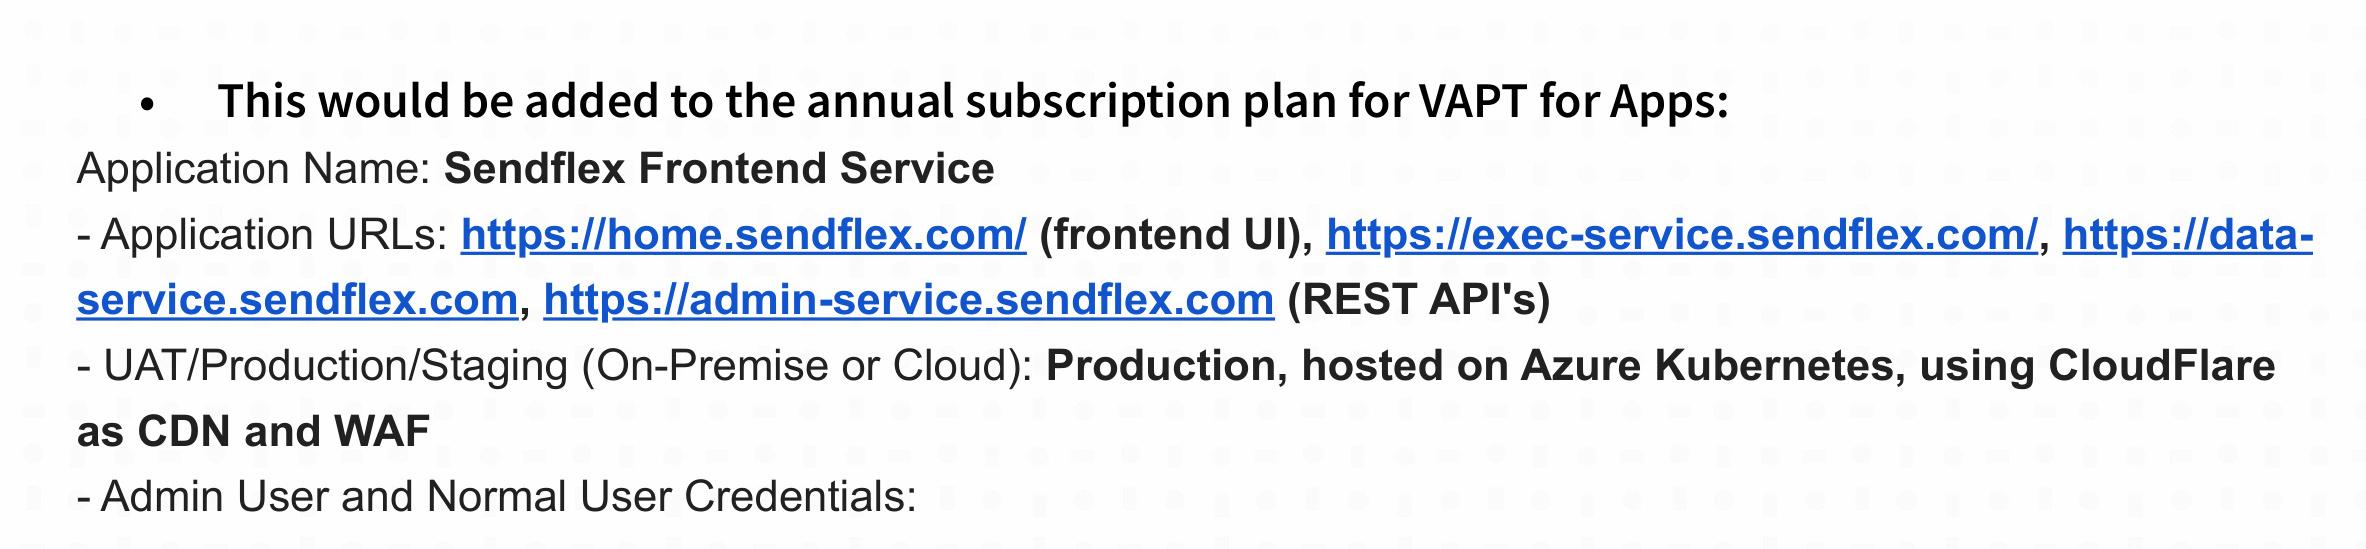 • This would be added to the annual subscription plan for VAPT for Apps:
Application Name: Sendflex Frontend Service
- Application URLs: https://home.sendflex.com/ (frontend UI), https://exec-service.sendflex.com/, https://data-
service.sendflex.com, https://admin-service.sendflex.com (REST API's)
- UAT/Production/Staging (On-Premise or Cloud): Production, hosted on Azure Kubernetes, using CloudFlare
as CDN and WAF
- Admin User and Normal User Credentials: